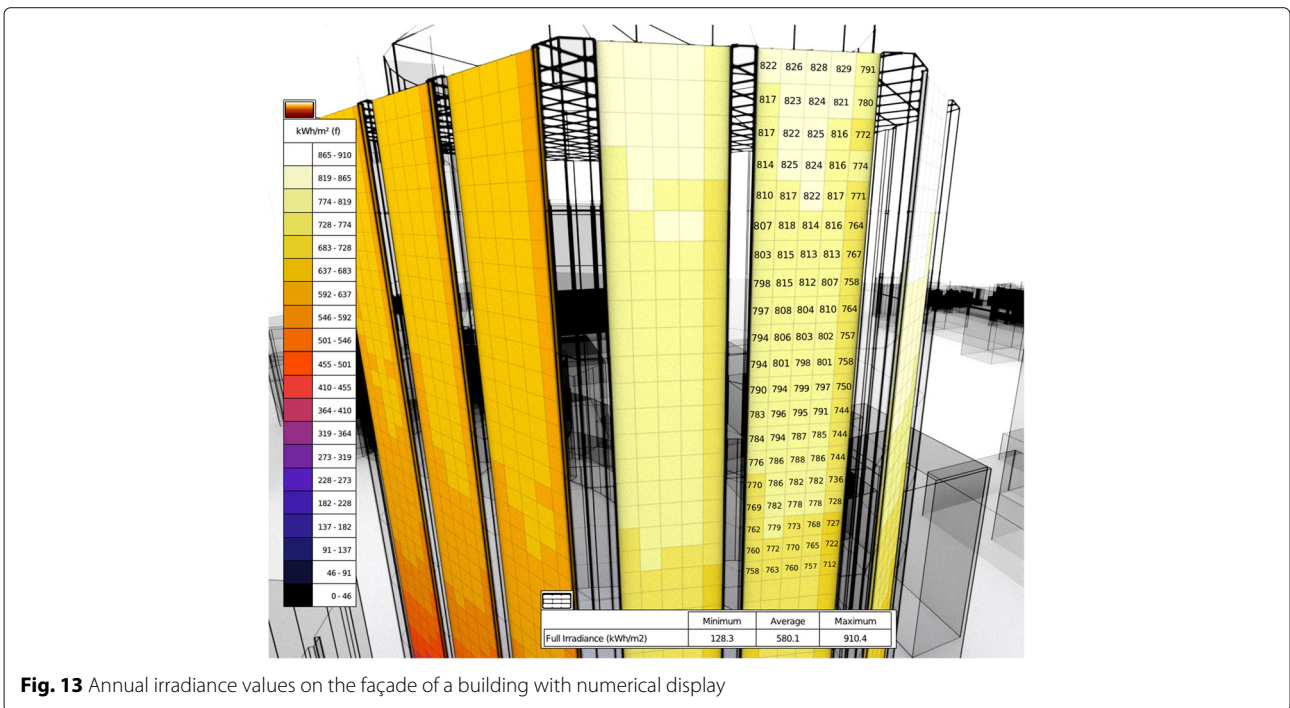 kWh/m² (f)
865 - 910
819 - 865
774 - 819
728 - 774
683 - 728
637 - 683
592 - 637
546 - 592
501 - 546
455 - 501
410 - 455
364 - 410
319 - 364
273 - 319
228 - 273
182 - 228
137 - 182
91 - 137
46 - 91
0 - 46
822 826 828 829 791
817 823 824 821 780
817 822 825 816 772
814 825 824 816 774
810 817 822 817 771
807 818 814 816 764
803 815 813 813 767
798 815 812 807 758
797 808 804 810 764
794 806 803 802 757
794 801 798 801 758
790 794 799 797 750
783 796 795 791 744
784 794 787 785 744
776 786 788 786 744
770 786 782 782 736
769 782 778 778 728
762 779 773 768 727
760 772 770 765 722
758 763 760 757 712
Minimum Average Maximum
Full Irradiance (kWh/m2) 128.3 580.1 910.4
Fig. 13 Annual irradiance values on the façade of a building with numerical display